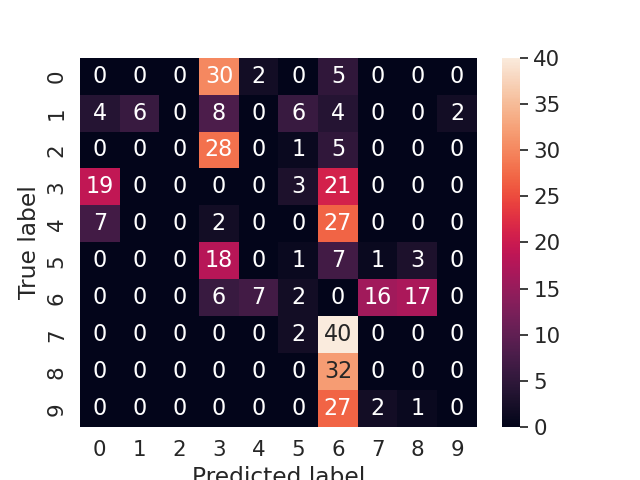 0 0 0 0 30 2 0 5 0 0 0
1 4 6 0 8 0 6 4 0 0 2
2 0 0 0 28 0 1 5 0 0 0
3 19 0 0 0 0 3 21 0 0 0
4 7 0 0 2 0 0 27 0 0 0
5 0 0 0 18 0 1 7 1 3 0
6 0 0 0 6 7 2 0 16 17 0
7 0 0 0 0 0 2 40 0 0 0
8 0 0 0 0 0 0 32 0 0 0
9 0 0 0 0 0 0 27 2 1 0
0 1 2 3 4 5 6 7 8 9
Predicted label
True label
40
35
30
25
20
15
10
5
0